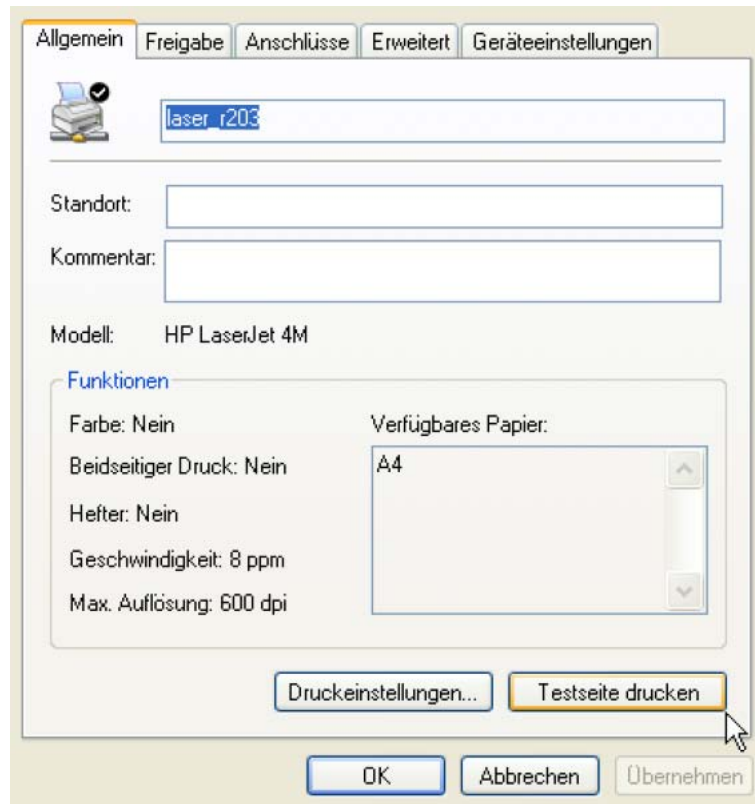 Allgemein Freigabe Anschlüsse Erweitert Geräteeinstellungen
laser_r203
Standort:
Kommentar:
Modell: HP LaserJet 4M
Funktionen
Farbe: Nein Verfügbares Papier:
Beidseitiger Druck: Nein A4
Hefter: Nein
Geschwindigkeit: 8 ppm
Max. Auflösung: 600 dpi
Druckeinstellungen... Testseite drucken
OK Abbrechen Übernehmen